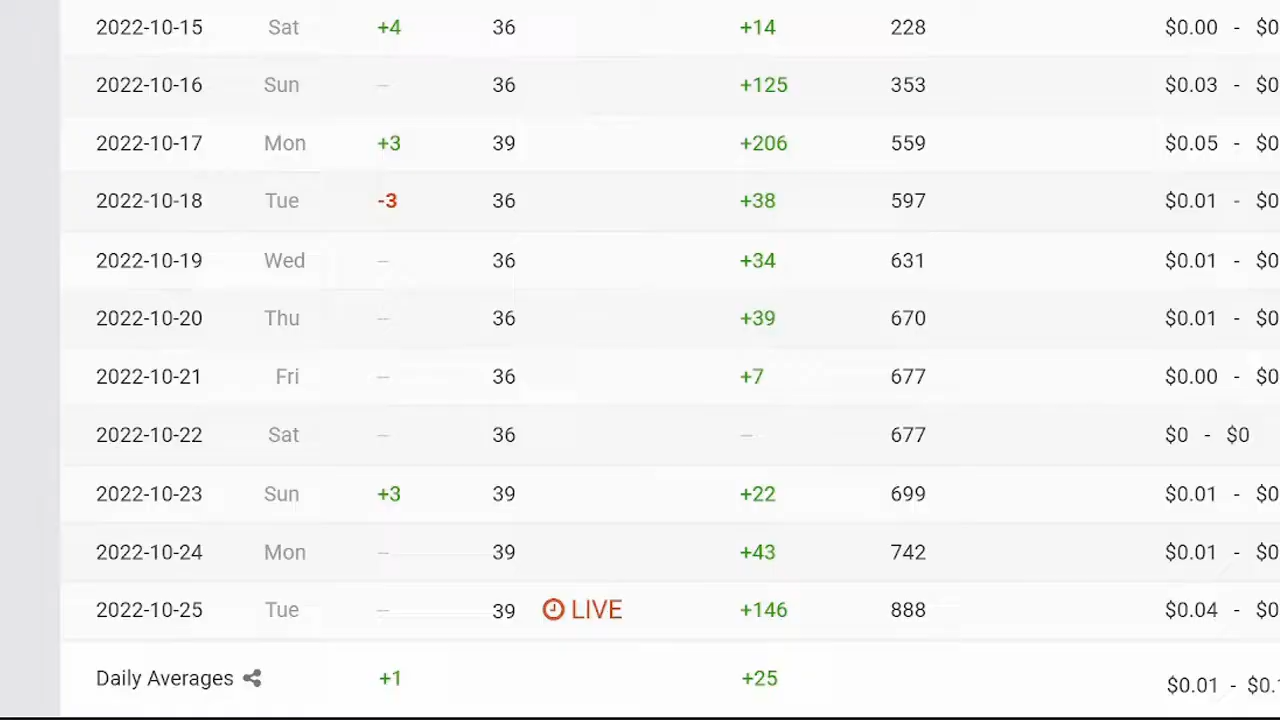 2022-10-15 Sat +4 36 +14 228 $0.00 - $0
2022-10-16 Sun -- 36 +125 353 $0.03 - $0
2022-10-17 Mon +3 39 +206 559 $0.05 - $0
2022-10-18 Tue -3 36 +38 597 $0.01 - $0
2022-10-19 Wed -- 36 +34 631 $0.01 - $0
2022-10-20 Thu -- 36 +39 670 $0.01 - $0
2022-10-21 Fri -- 36 +7 677 $0.00 - $0
2022-10-22 Sat -- 36 -- 677 $0 - $0
2022-10-23 Sun +3 39 +22 699 $0.01 - $0
2022-10-24 Mon -- 39 +43 742 $0.01 - $0
2022-10-25 Tue -- 39 LIVE +146 888 $0.04 - $0
Daily Averages +1 +25 $0.01 - $0.